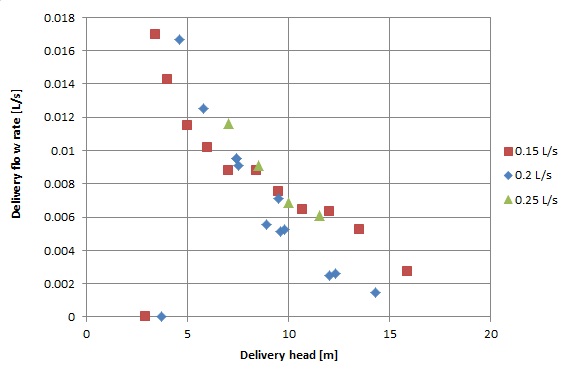 0.018
0.016
0.014
0.012
0.01
0.008
0.006
0.004
0.002
0
Delivery flow rate [L/s]
0 5 10 15 20
Delivery head [m]
0.15 L/s
0.2 L/s
0.25 L/s